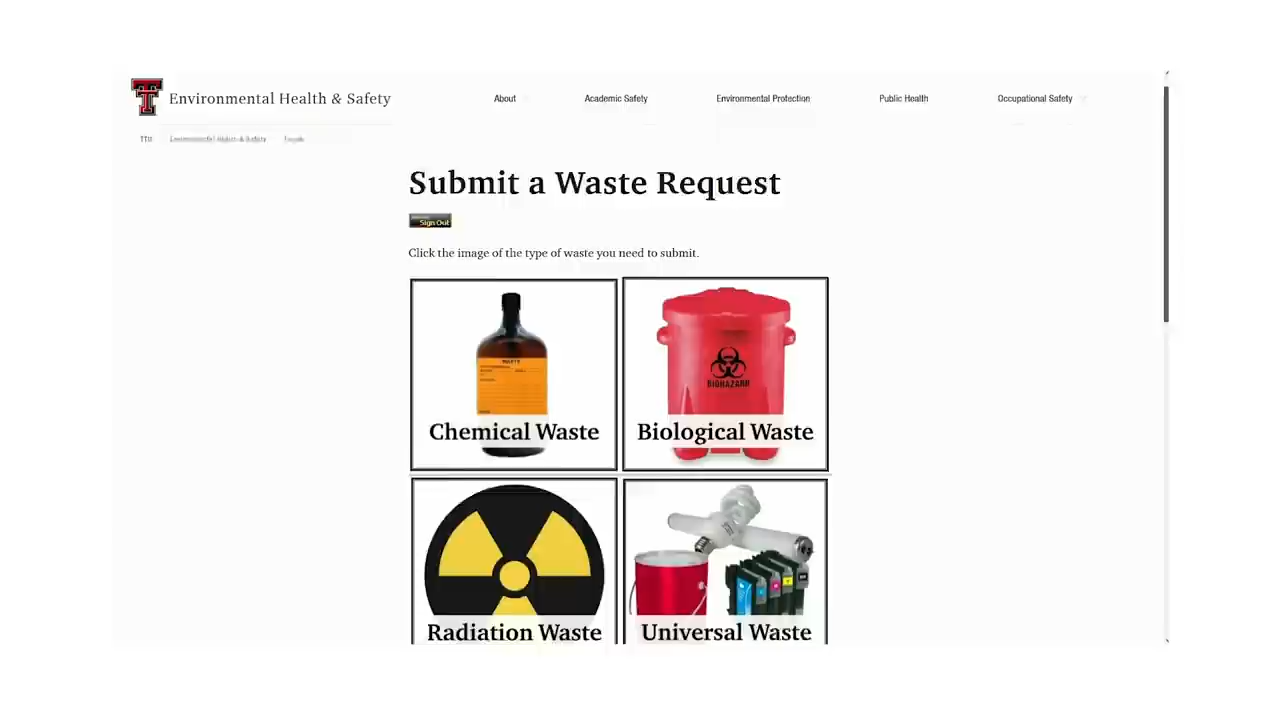 Environmental Health & Safety
About
Academic Safety
Environmental Protection
Public Health
Occupational Safety
TTU Environmental Health & Safety
Submit a Waste Request
Sign Out
Click the image of the type of waste you need to submit.
WASTE
Chemical Waste
BIOHAZARD
Biological Waste
Radiation Waste
Universal Waste